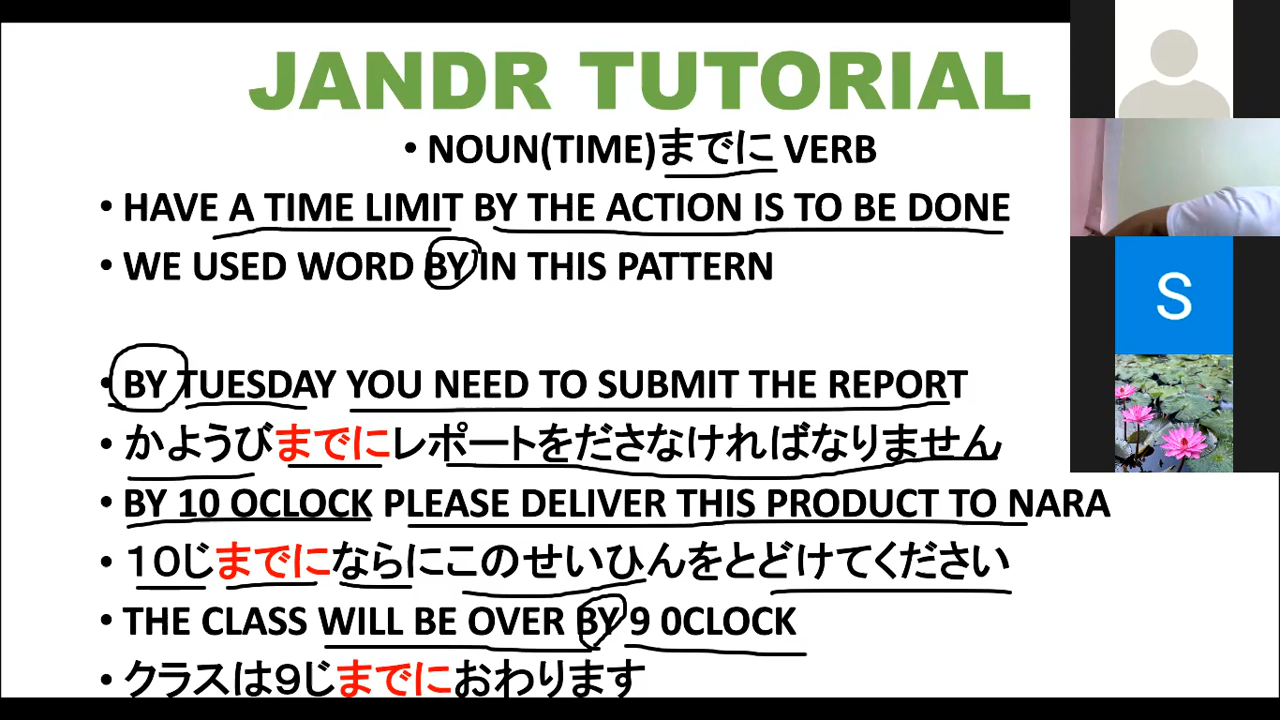 JANDR TUTORIAL
• NOUN(TIME)までに VERB
• HAVE A TIME LIMIT BY THE ACTION IS TO BE DONE
• WE USED WORD BY IN THIS PATTERN
• BY TUESDAY YOU NEED TO SUBMIT THE REPORT
• かようびまでにレポートをださなければなりません
• BY 10 OCLOCK PLEASE DELIVER THIS PRODUCT TO NARA
• １０じまでにならにこのせいひんをとどけてください
• THE CLASS WILL BE OVER BY 9 0CLOCK
• クラスは９じまでにおわります
S